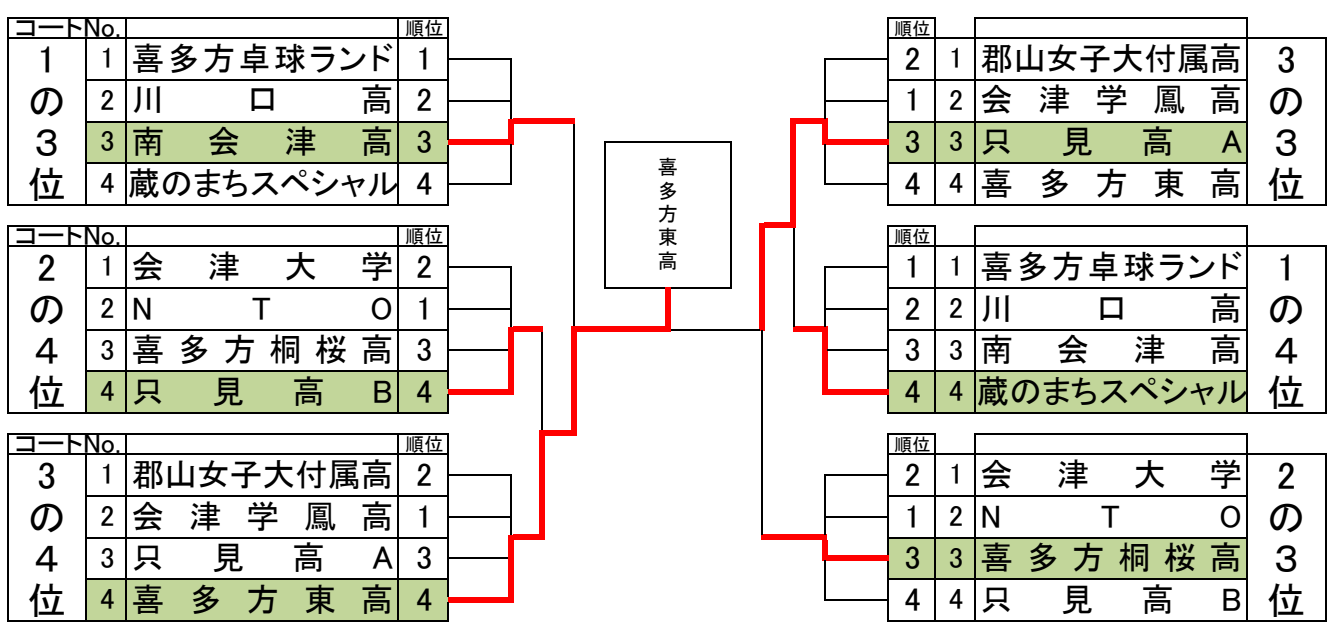 コートNo. 順位
1の3位
1 喜多方卓球ランド 1
2 川口高 2
3 南会津高 3
4 蔵のまちスペシャル 4
コートNo. 順位
2の4位
1 会津大学 2
2 NTO 1
3 喜多方桐桜高 3
4 只見高B 4
コートNo. 順位
3の4位
1 郡山女子大付属高 2
2 会津学鳳高 1
3 只見高A 3
4 喜多方東高 4
喜多方東高
順位
2 1 郡山女子大付属高
1 2 会津学鳳高
3 3 只見高A
4 4 喜多方東高
3の3位
順位
1 1 喜多方卓球ランド
2 2 川口高
3 3 南会津高
4 4 蔵のまちスペシャル
1の4位
順位
2 1 会津大学
1 2 NTO
3 3 喜多方桐桜高
4 4 只見高B
2の3位